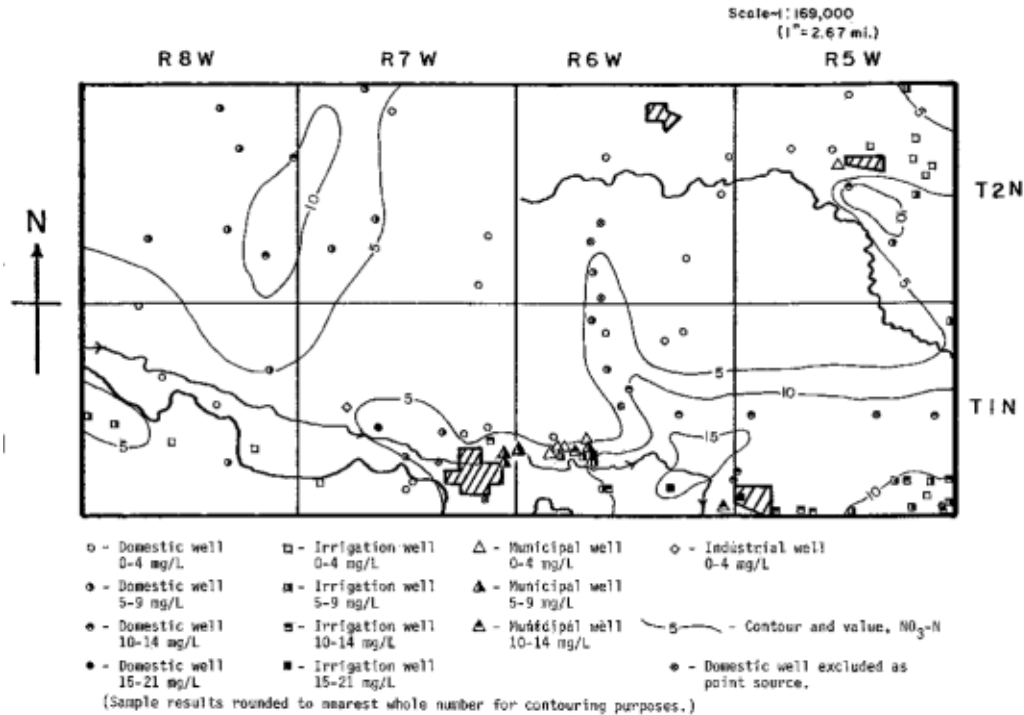 Scale-1:169,000
(1"=2.67 mi.)
R8W R7W R6W R5W
5
T2N
N
10
10
5
5
5
T1N
10
5
5
15
10
o - Domestic well 0-4 mg/L
- Irrigation well 0-4 mg/L
△ - Municipal well 0-4 mg/L
◇ - Industrial well 0-4 mg/L
- Domestic well 5-9 mg/L
- Irrigation well 5-9 mg/L
- Municipal well 5-9 mg/L
- Domestic well 10-14 mg/L
- Irrigation well 10-14 mg/L
- Municipal well 10-14 mg/L
5 - Contour and value, NO3-N
- Domestic well 15-21 mg/L
- Irrigation well 15-21 mg/L
- Domestic well excluded as point source.
(Sample results rounded to nearest whole number for contouring purposes.)